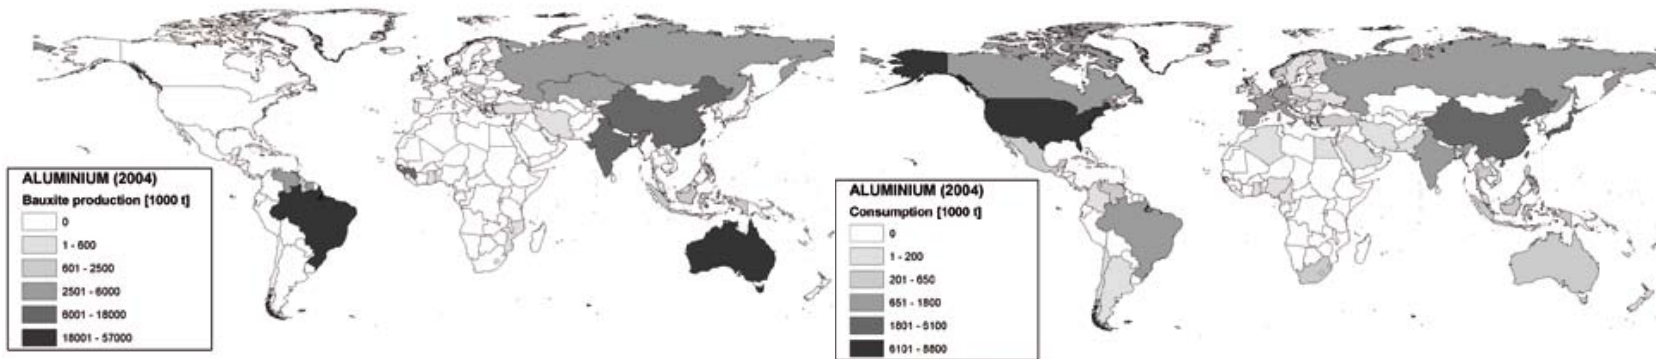 ALUMINIUM (2004)
Bauxite production [1000 t]
0
1 - 600
601 - 2500
2501 - 6000
6001 - 18000
18001 - 57000
ALUMINIUM (2004)
Consumption [1000 t]
0
1 - 200
201 - 650
651 - 1800
1801 - 6100
6101 - 8800